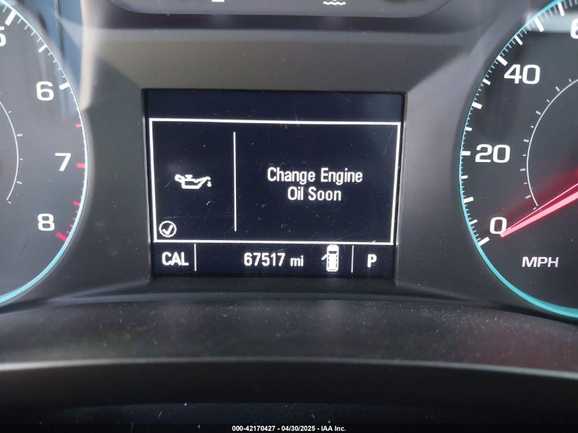 5
6
7
8
Change Engine
Oil Soon
CAL
67517 mi
P
40
20
0
MPH
000-42170427 - 04/30/2025 - IAA Inc.